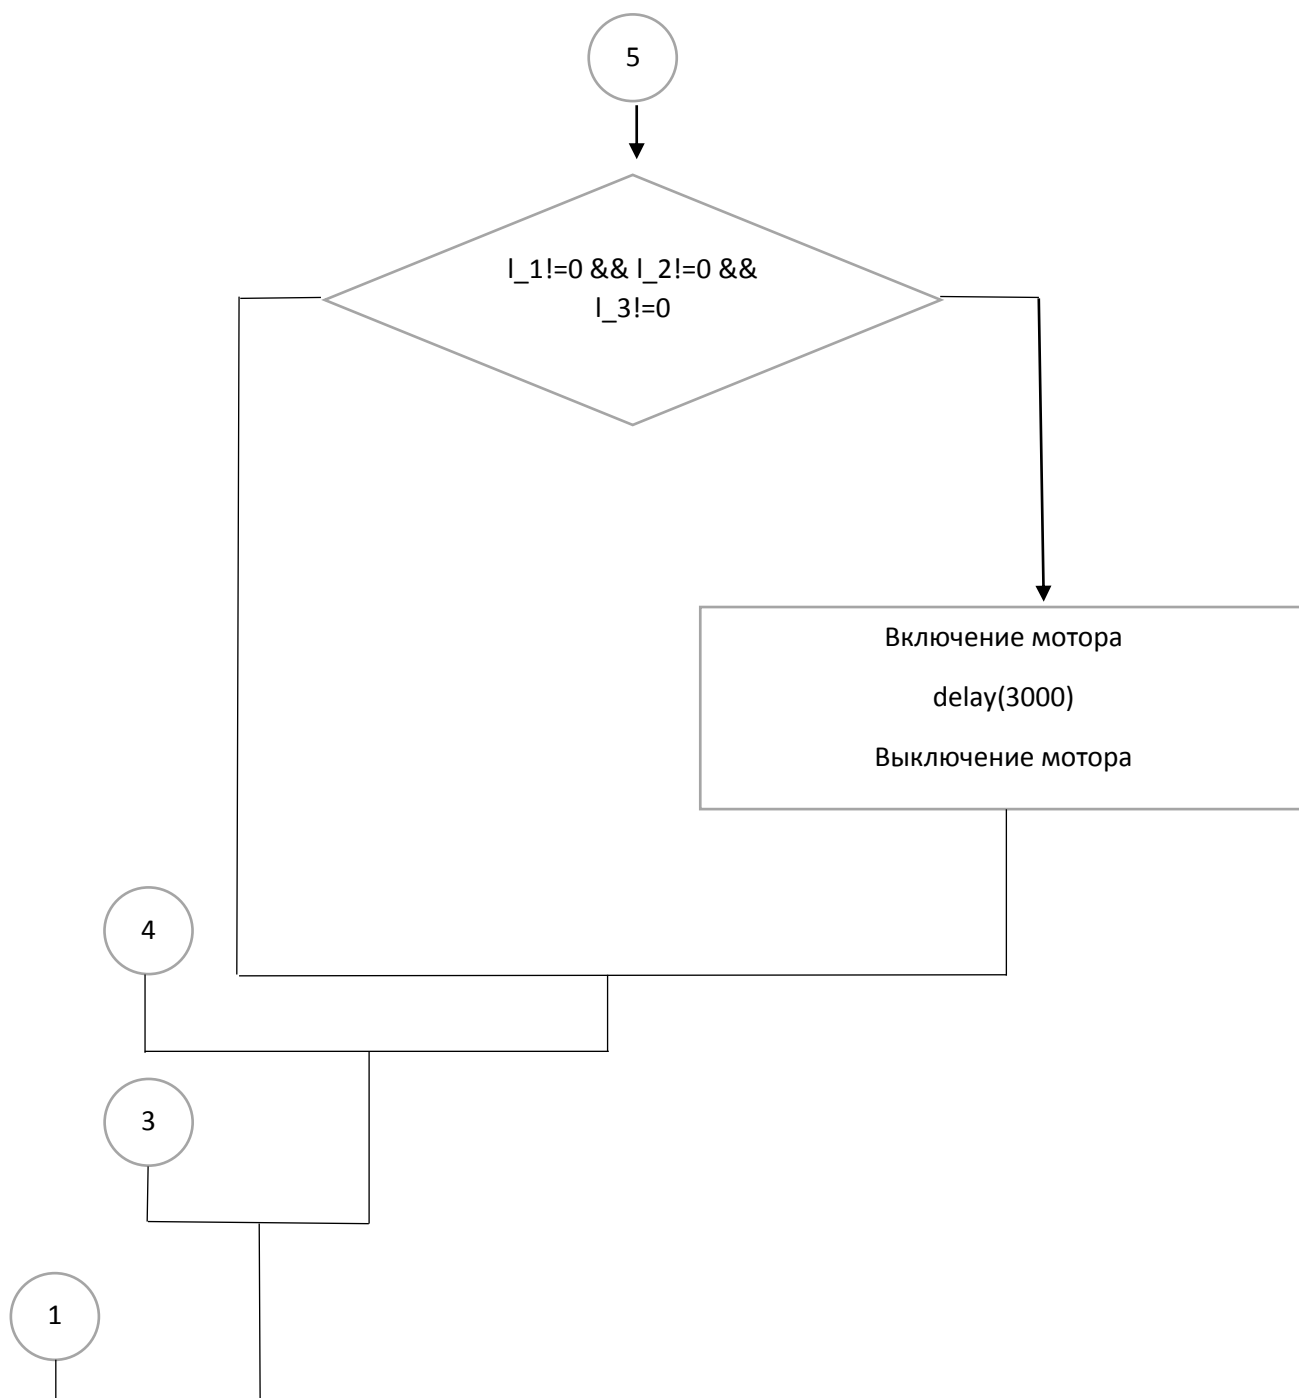 5
l_1!=0 && l_2!=0 &&
l_3!=0
Включение мотора
delay(3000)
Выключение мотора
4
3
1